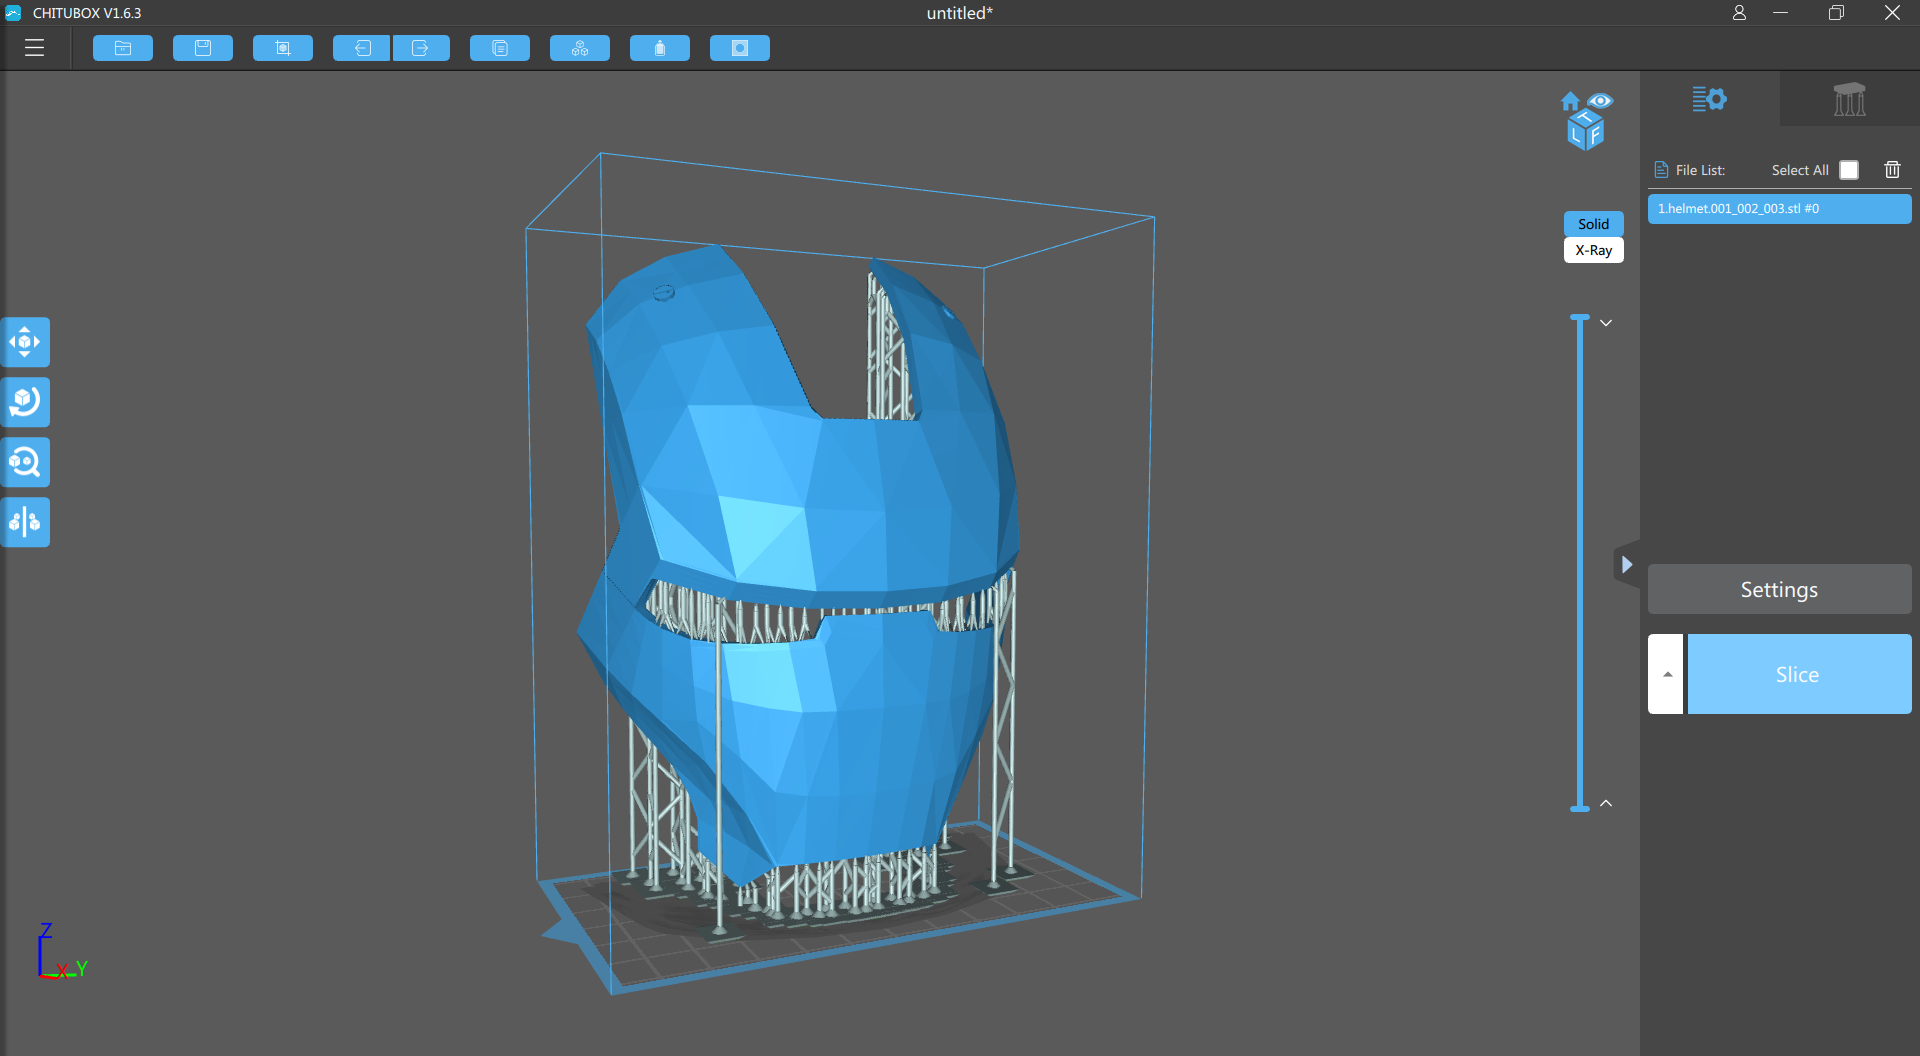 CHITUBOX V1.6.3
untitled*
T
L F
File List:
Select All
1.helmet.001_002_003.stl #0
Solid
X-Ray
Settings
Slice
Z
X Y